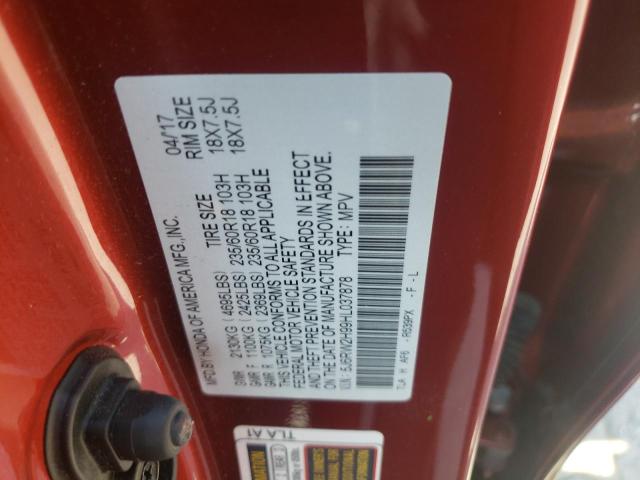 MFD. BY HONDA OF AMERICA MFG., INC. 04/17
TIRE SIZE RIM SIZE
GVWR 2130KG (4695LBS)
GAWR F 1100KG (2425LBS) 235/60R18 103H 18X7.5J
GAWR R 1075KG (2369LBS) 235/60R18 103H 18X7.5J
THIS VEHICLE CONFORMS TO ALL APPLICABLE
FEDERAL MOTOR VEHICLE SAFETY
AND THEFT PREVENTION STANDARDS IN EFFECT
ON THE DATE OF MANUFACTURE SHOWN ABOVE.
V.I.N.: 5J6RW2H99HL037878 TYPE: MPV
TLA H AF6 - R539PX - F - L
TLA A1